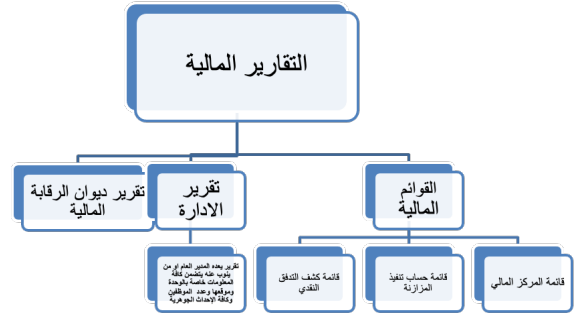 التقارير المالية
القوائم
المالية
تقرير
الادارة
تقرير ديوان الرقابة
المالية
قائمة المركز المالي
قائمة حساب تنفيذ
المزازنة
قائمة كشف التدفق
النقدي
تقرير يعده المدير العام او من
ينوب عنه يتضمن كافة
المعلومات خاصة بالوحدة
وموقعها وعدد الموظفين
وكافة الإحداث الجوهرية